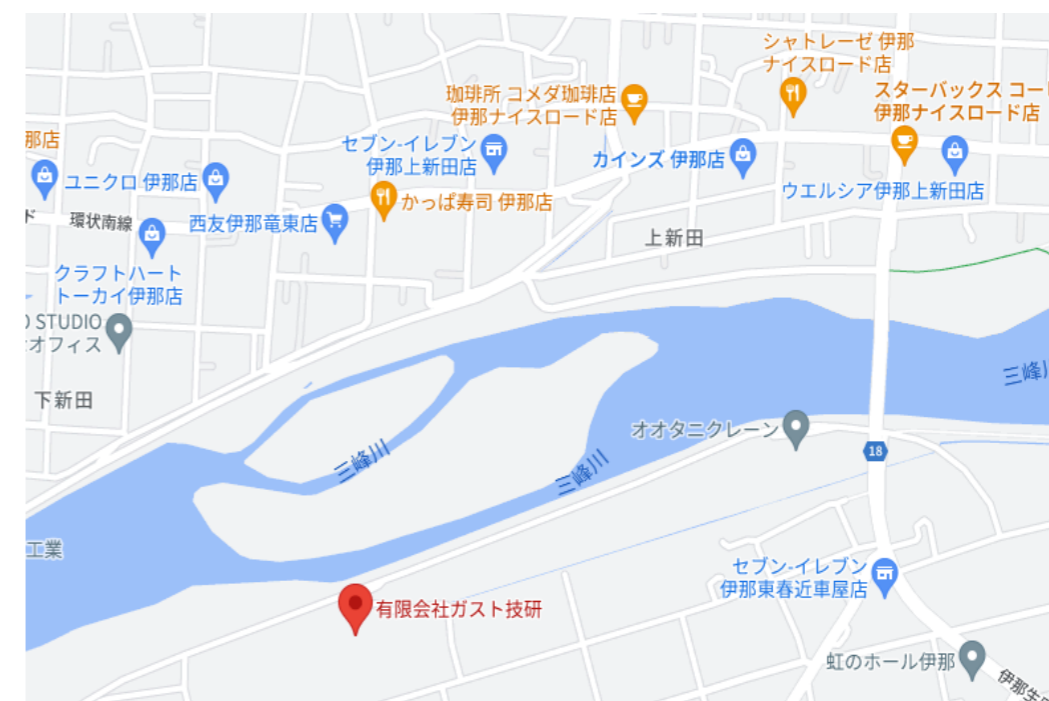 シャトレーゼ 伊那
ナイスロード店
珈琲所 コメダ珈琲店
伊那ナイスロード店
スターバックス コー
伊那ナイスロード店
那店
セブン-イレブン
伊那上新田店
カインズ 伊那店
ユニクロ 伊那店
ウエルシア伊那上新田店
かっぱ寿司 伊那店
ド
環状南線
西友伊那竜東店
上新田
クラフトハート
トーカイ伊那店
STUDIO
オフィス
三峰川
下新田
オオタニクレーン
三峰川
三峰川
18
工業
セブン-イレブン
伊那東春近車屋店
有限会社ガスト技研
虹のホール伊那
伊那生